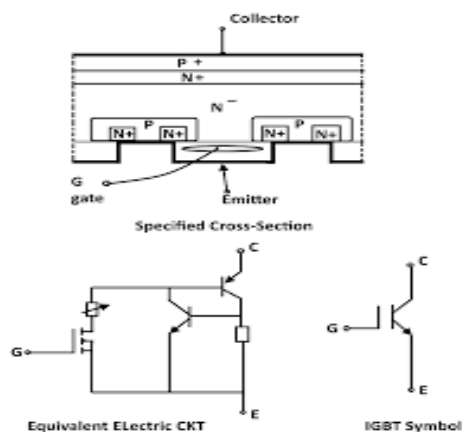 Collector
P +
N+
N −
P
P
N+
N+
N+
N+
G
gate
Emitter
Specified Cross-Section
C
C
G
G
E
E
Equivalent ELectric CKT
IGBT Symbol